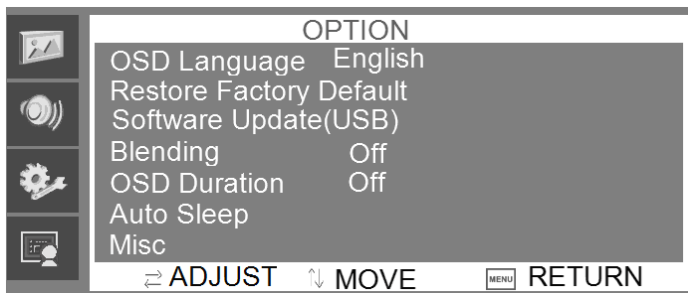 OPTION
OSD Language English
Restore Factory Default
Software Update(USB)
Blending Off
OSD Duration Off
Auto Sleep
Misc
ADJUST MOVE MENU RETURN